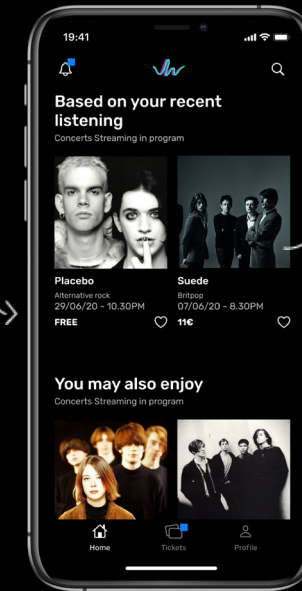 19:41
Based on your recent
listening
Concerts Streaming in program
Placebo
Alternative rock
29/06/20 - 10.30PM
FREE
Suede
Britpop
07/06/20 - 8.30PM
11€
You may also enjoy
Concerts Streaming in program
Home
Tickets
Profile